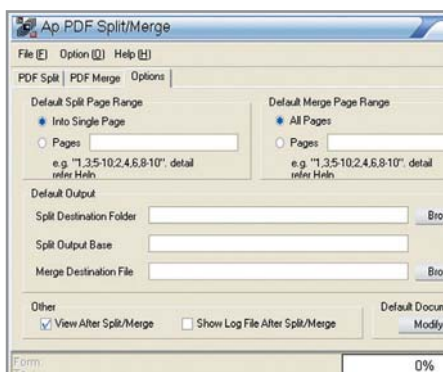 Ap PDF Split/Merge
File (F) Option (O) Help (H)
PDF Split PDF Merge Options
Default Split Page Range Default Merge Page Range
Into Single Page All Pages
Pages Pages
e.g. "1,3;5-10;2,4,6,8-10". detail e.g. "1,3;5-10;2,4,6,8-10". detail
refer Help refer Help
Default Output
Split Destination Folder Bro
Split Output Base
Merge Destination File Bro
Other Default Docum
View After Split/Merge Show Log File After Split/Merge Modify
Form
0%